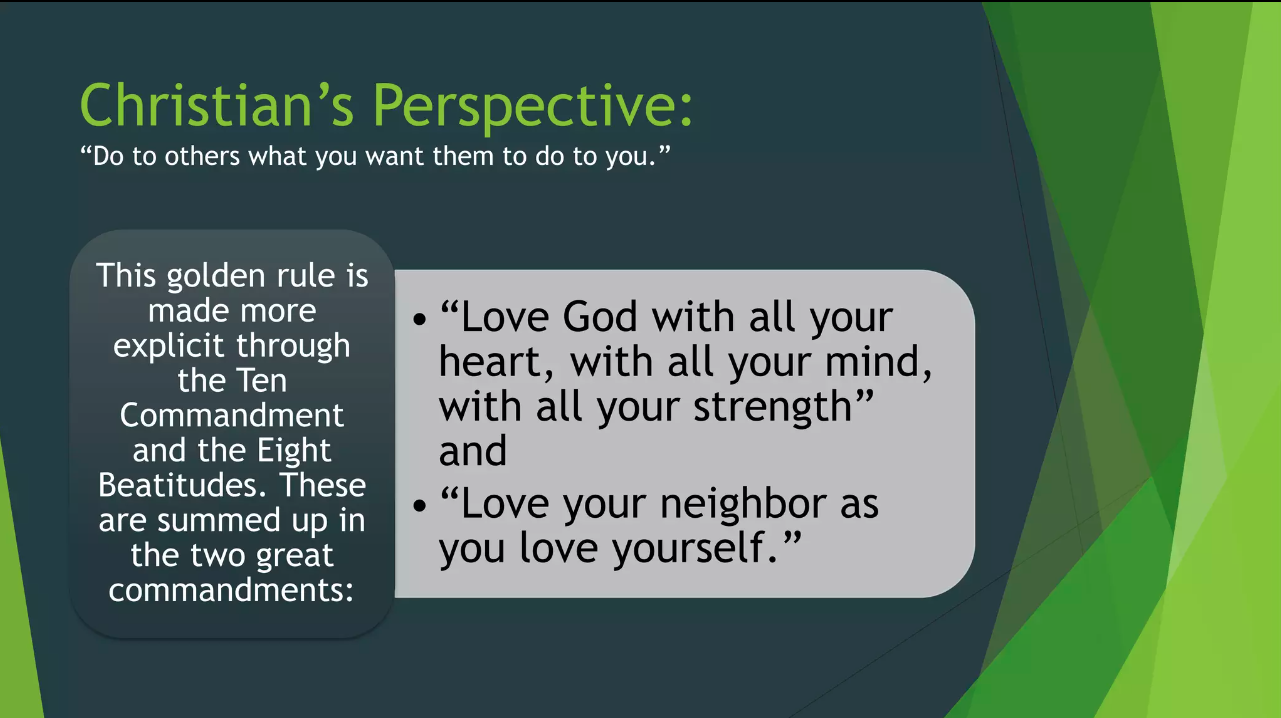 Christian’s Perspective:
“Do to others what you want them to do to you.”
This golden rule is
made more
explicit through
the Ten
Commandment
and the Eight
Beatitudes. These
are summed up in
the two great
commandments:
• “Love God with all your
heart, with all your mind,
with all your strength”
and
• “Love your neighbor as
you love yourself.”